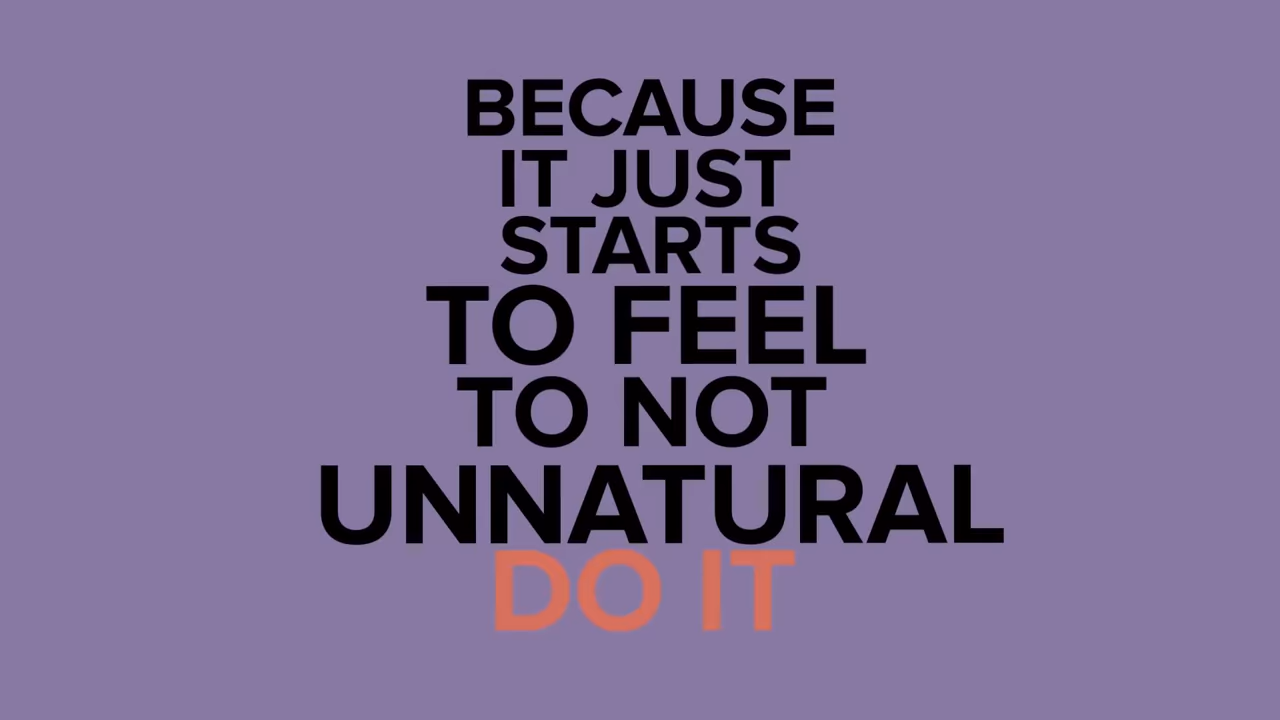 BECAUSE
IT JUST
STARTS
TO FEEL
TO NOT
UNNATURAL
DO IT